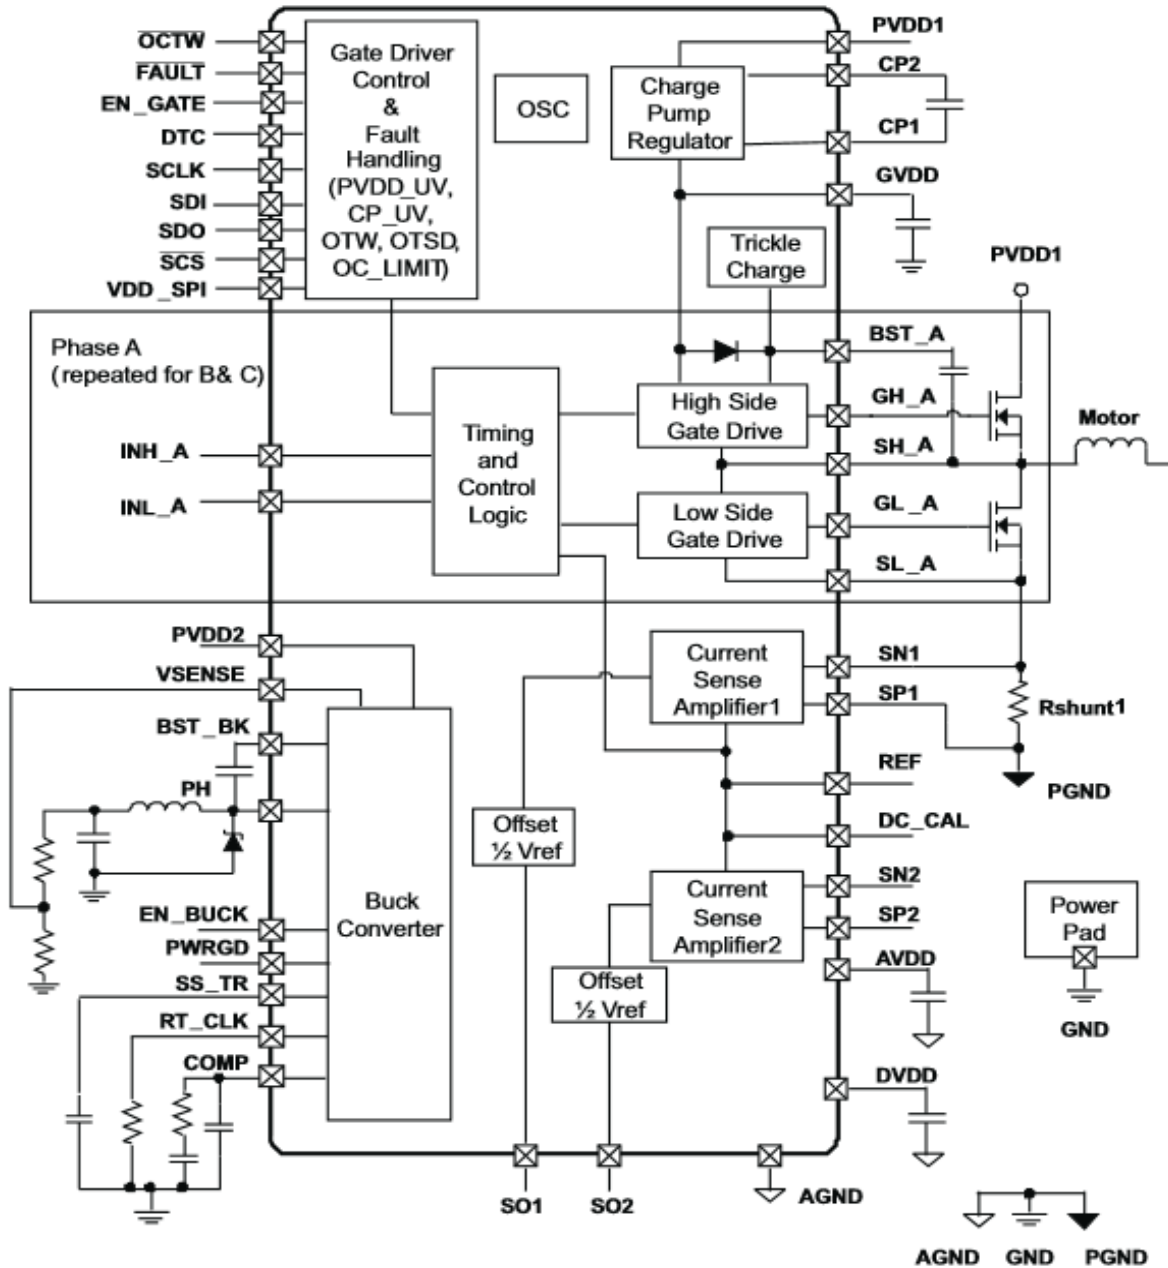 OCTW
FAULT
EN_GATE
DTC
SCLK
SDI
SDO
SCS
VDD_SPI
Gate Driver
Control
&
Fault
Handling
(PVDD_UV,
CP_UV,
OTW, OTSD,
OC_LIMIT)
OSC
Charge
Pump
Regulator
Trickle
Charge
PVDD1
CP2
CP1
GVDD
PVDD1
Phase A
(repeated for B& C)
INH_A
INL_A
Timing
and
Control
Logic
High Side
Gate Drive
Low Side
Gate Drive
BST_A
GH_A
SH_A
GL_A
SL_A
Motor
PVDD2
VSENSE
BST_BK
PH
EN_BUCK
PWRGD
SS_TR
RT_CLK
COMP
Buck
Converter
Offset
½ Vref
Offset
½ Vref
Current
Sense
Amplifier1
Current
Sense
Amplifier2
SN1
SP1
Rshunt1
REF
PGND
DC_CAL
SN2
SP2
AVDD
DVDD
Power
Pad
GND
SO1
SO2
AGND
AGND
GND
PGND